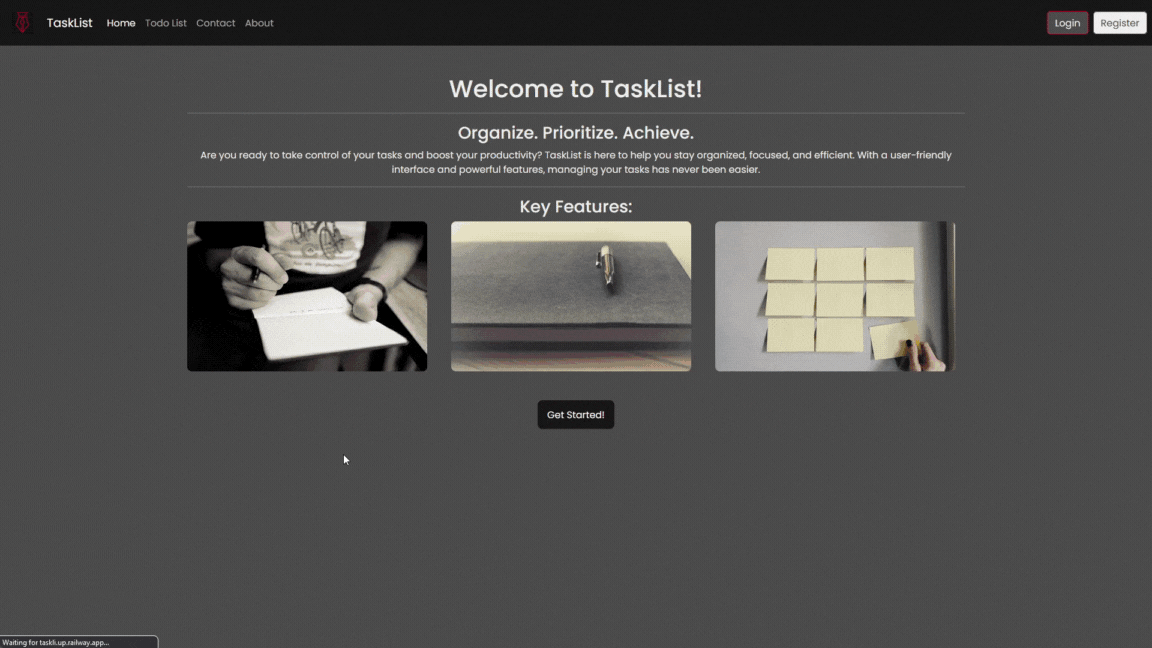 TaskList Home Todo List Contact About Login Register
Welcome to TaskList!
Organize. Prioritize. Achieve.
Are you ready to take control of your tasks and boost your productivity? TaskList is here to help you stay organized, focused, and efficient. With a user-friendly
interface and powerful features, managing your tasks has never been easier.
Key Features:
Get Started!
Waiting for taskli.up.railway.app...